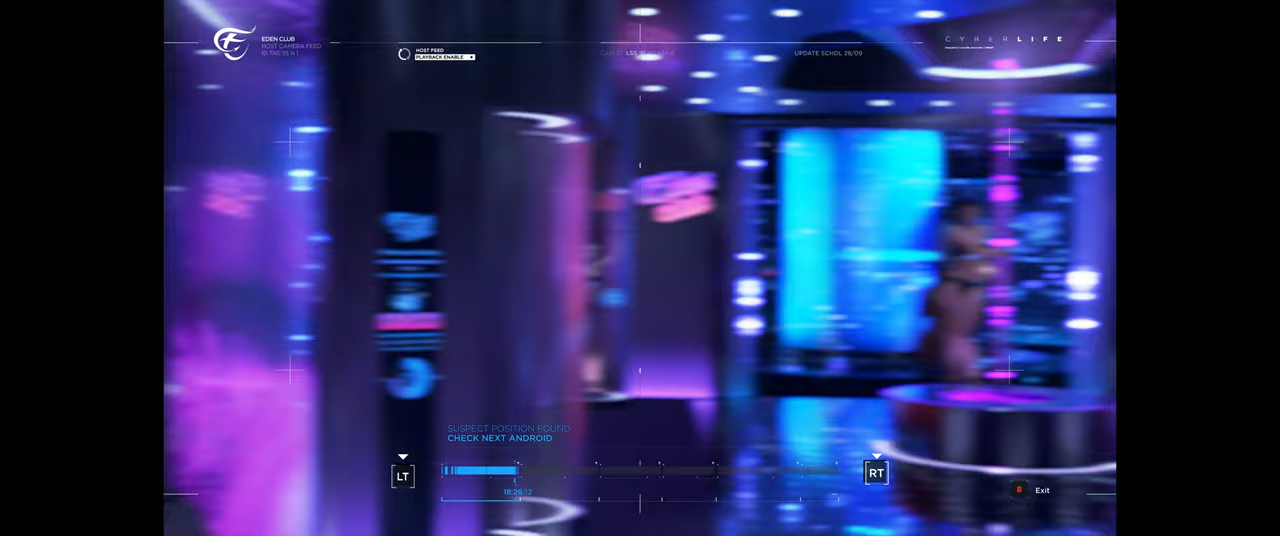 EDEN CLUB
HOST CAMERA FEED
HOST FEED
PLAYBACK ENABLE
UPDATE SCHDL 28/09
CYBERLIFE
SUSPECT POSITION FOUND
CHECK NEXT ANDROID
LT
RT
18:26:12
B Exit